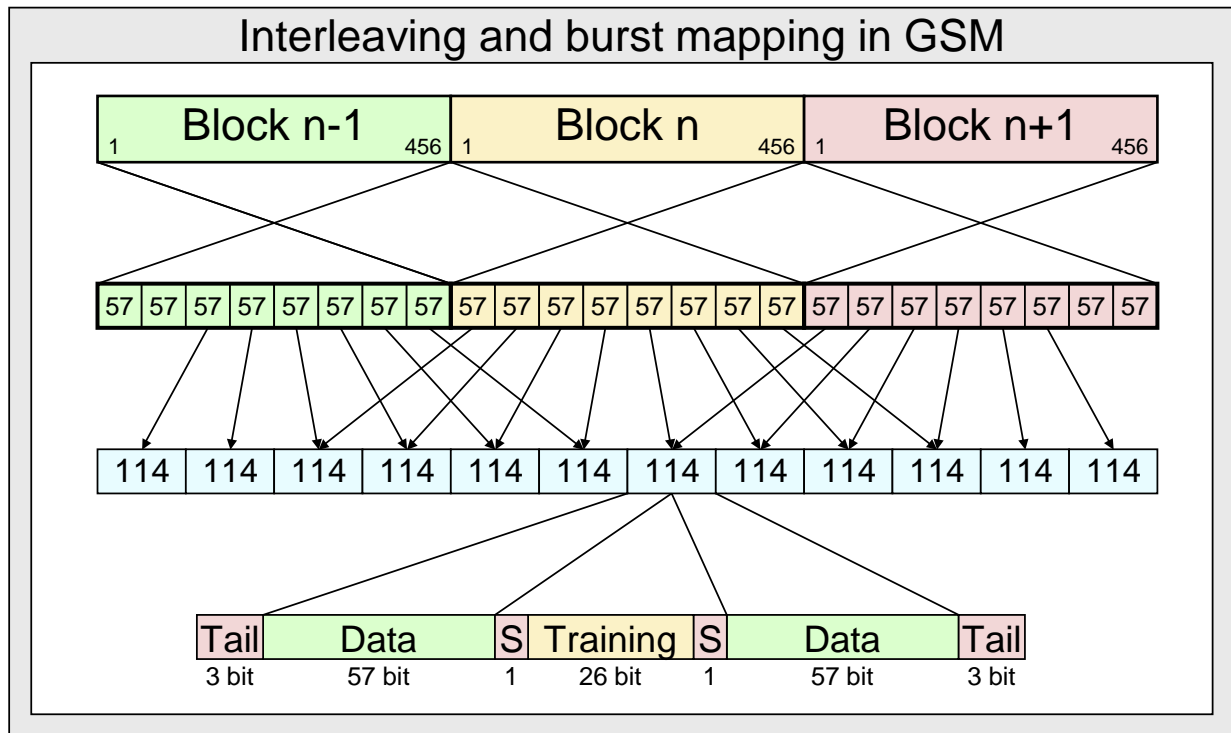 Interleaving and burst mapping in GSM
Block n-1 Block n Block n+1
1 456 1 456 1 456
57 57 57 57 57 57 57 57 57 57 57 57 57 57 57 57 57 57 57 57 57 57 57 57
114 114 114 114 114 114 114 114 114 114 114 114
Tail Data S Training S Data Tail
3 bit 57 bit 1 26 bit 1 57 bit 3 bit